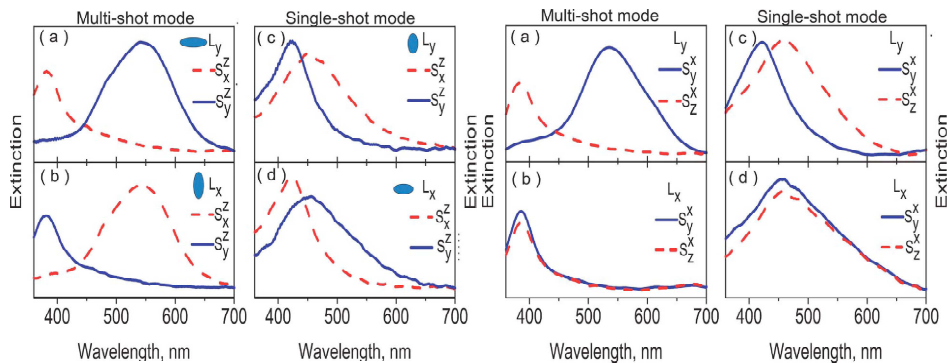 Multi-shot mode Single-shot mode
Extinction
( a ) L_y S_x^z S_y^z
( c ) L_y S_x^z S_y^z
( b ) L_x S_x^z S_y^z
( d ) L_x S_x^z S_y^z
400 500 600 700 400 500 600 700
Wavelength, nm Wavelength, nm
Multi-shot mode Single-shot mode
Extinction
Extinction
( a ) L_y S_y^x S_z^x
( c ) L_y S_y^x S_z^x
( b ) L_x S_y^x S_z^x
( d ) L_x S_y^x S_z^x
400 500 600 700 400 500 600 700
Wavelength, nm Wavelength, nm